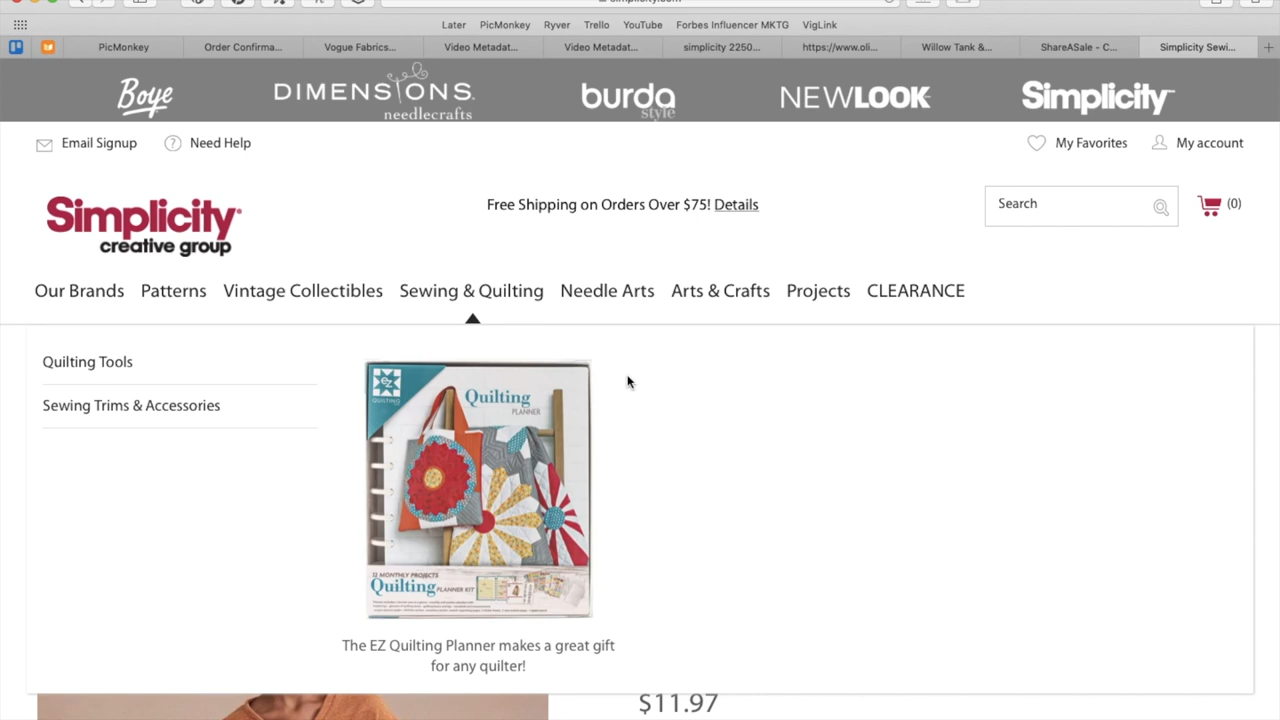 Later PicMonkey Ryver Trello YouTube Forbes Influencer MKTG VigLink
PicMonkey Order Confirma... Vogue Fabrics... Video Metadat... Video Metadat... simplicity 2250... https://www.oli... Willow Tank &... ShareASale - C... Simplicity Sewi...
Boye DIMENSIONS needlecrafts burda style NEWLOOK Simplicity
Email Signup Need Help My Favorites My account
Simplicity
creative group
Free Shipping on Orders Over $75! Details
Search
(0)
Our Brands Patterns Vintage Collectibles Sewing & Quilting Needle Arts Arts & Crafts Projects CLEARANCE
Quilting Tools
Sewing Trims & Accessories
eZ
QUILTING
Quilting
PLANNER
12 MONTHLY PROJECTS
Quilting PLANNER KIT
The EZ Quilting Planner makes a great gift
for any quilter!
$11.97